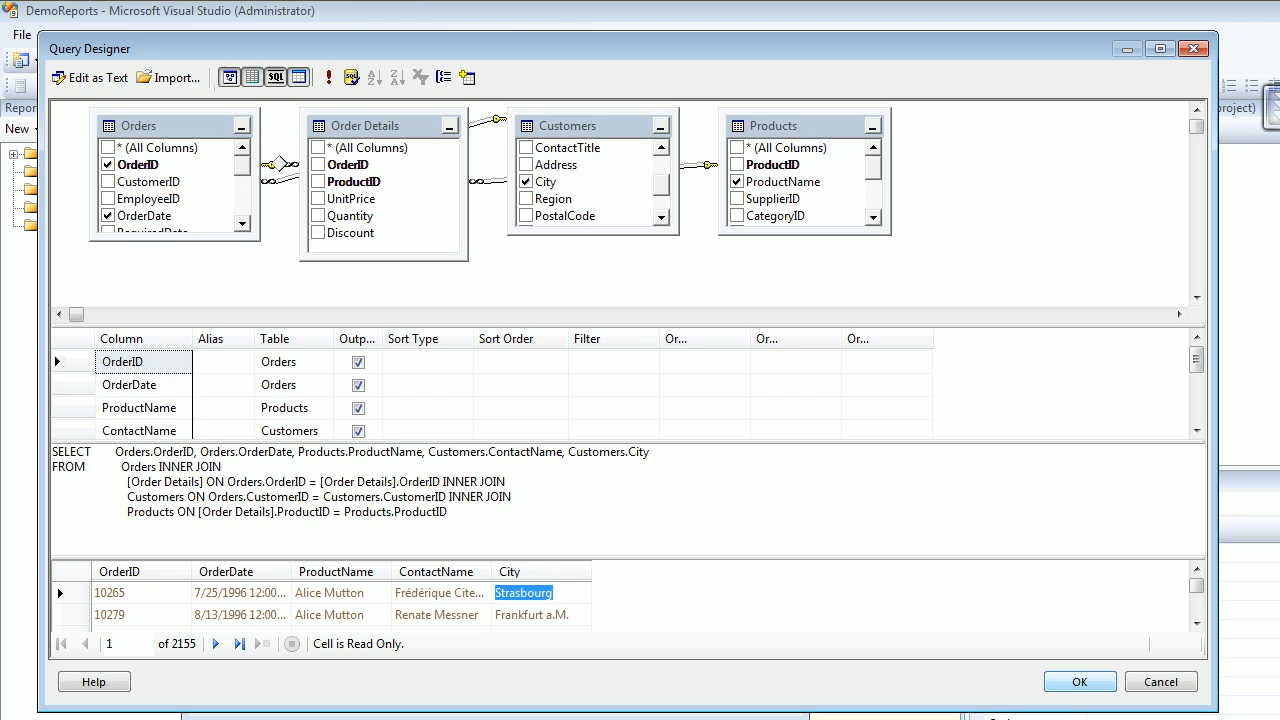 DemoReports - Microsoft Visual Studio (Administrator)
File
Query Designer
Edit as Text Import...
SQL
Repor
project)
New
Orders
* (All Columns)
OrderID
CustomerID
EmployeeID
OrderDate
RequiredDate
Order Details
* (All Columns)
OrderID
ProductID
UnitPrice
Quantity
Discount
Customers
ContactTitle
Address
City
Region
PostalCode
Products
* (All Columns)
ProductID
ProductName
SupplierID
CategoryID
Column Alias Table Outp... Sort Type Sort Order Filter Or... Or... Or...
OrderID Orders
OrderDate Orders
ProductName Products
ContactName Customers
SELECT Orders.OrderID, Orders.OrderDate, Products.ProductName, Customers.ContactName, Customers.City
FROM Orders INNER JOIN
[Order Details] ON Orders.OrderID = [Order Details].OrderID INNER JOIN
Customers ON Orders.CustomerID = Customers.CustomerID INNER JOIN
Products ON [Order Details].ProductID = Products.ProductID
OrderID OrderDate ProductName ContactName City
10265 7/25/1996 12:00... Alice Mutton Frédérique Cite... Strasbourg
10279 8/13/1996 12:00... Alice Mutton Renate Messner Frankfurt a.M.
1 of 2155 Cell is Read Only.
Help OK Cancel